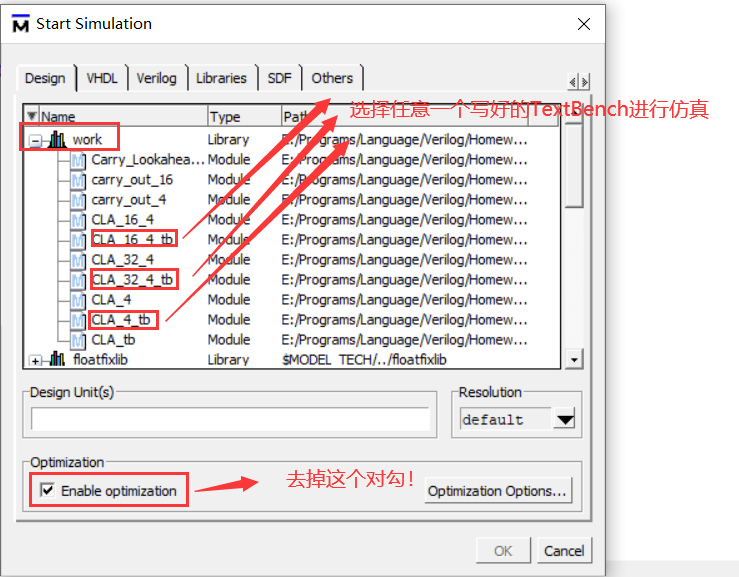 Start Simulation
Design VHDL Verilog Libraries SDF Others
Name Type Path
选择任意一个写好的TextBench进行仿真
work Library E:/Programs/Language/Verilog/Homew...
Carry_Lookahea... Module E:/Programs/Language/Verilog/Homew...
carry_out_16 Module E:/Programs/Language/Verilog/Homew...
carry_out_4 Module E:/Programs/Language/Verilog/Homew...
CLA_16_4 Module E:/Programs/Language/Verilog/Homew...
CLA_16_4_tb Module E:/Programs/Language/Verilog/Homew...
CLA_32_4 Module E:/Programs/Language/Verilog/Homew...
CLA_32_4_tb Module E:/Programs/Language/Verilog/Homew...
CLA_4 Module E:/Programs/Language/Verilog/Homew...
CLA_4_tb Module E:/Programs/Language/Verilog/Homew...
CLA_tb Module E:/Programs/Language/Verilog/Homew...
floatfixlib Library $MODEL_TECH/../floatfixlib
Design Unit(s) Resolution
default
Optimization
Enable optimization 去掉这个对勾! Optimization Options...
OK Cancel